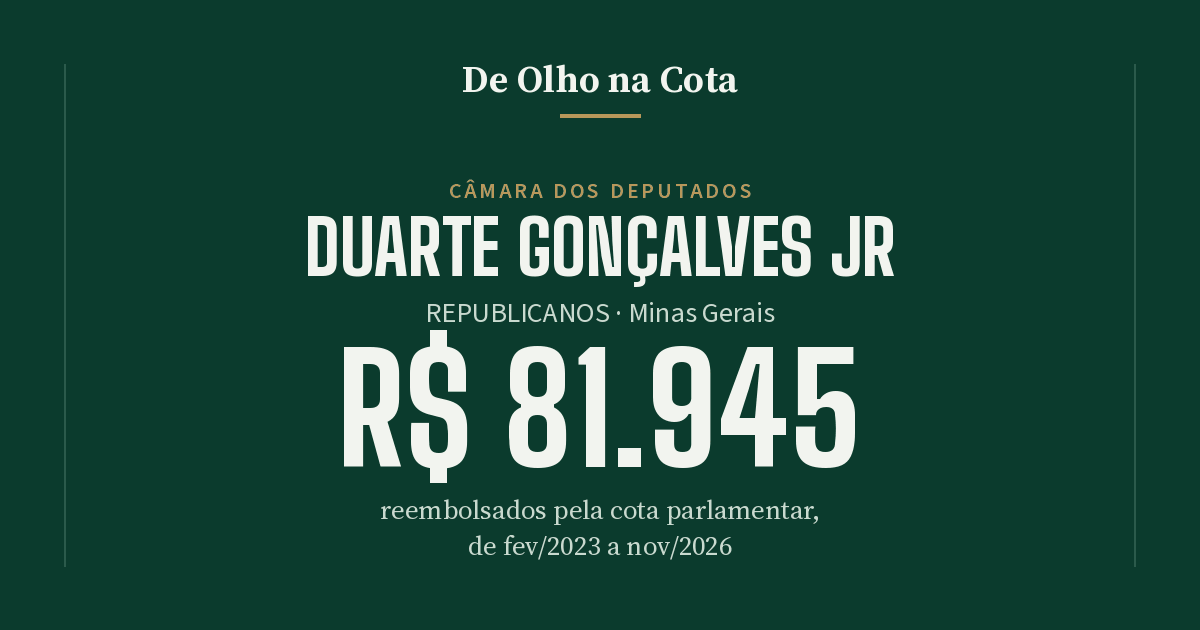 De Olho na Cota
CÂMARA DOS DEPUTADOS
DUARTE GONÇALVES JR
REPUBLICANOS · Minas Gerais
R$ 81.945
reembolsados pela cota parlamentar,
de fev/2023 a nov/2026